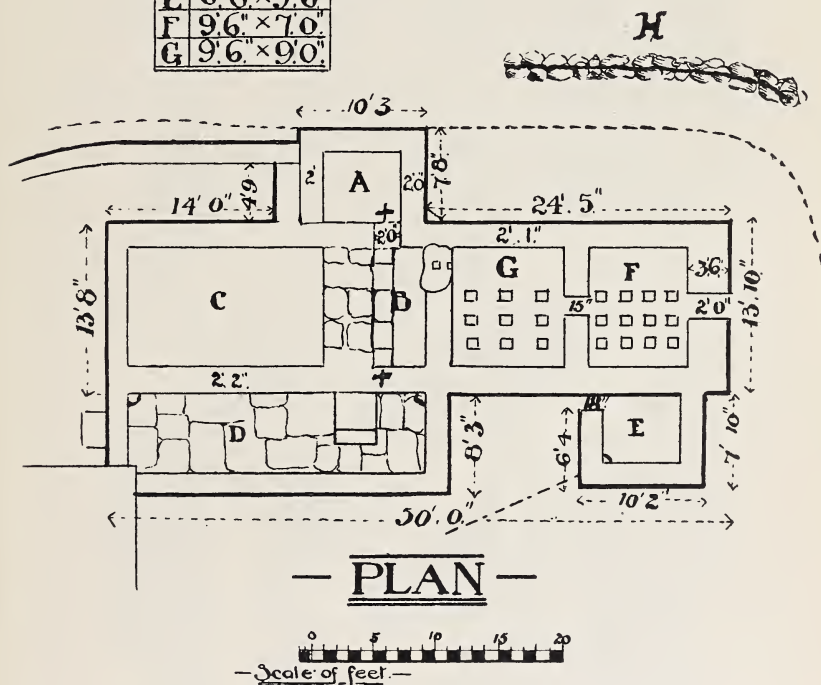 F 9'.6" × 7'.0"
G 9'.6" × 9'.0"
H
10'3
A
2'
2'.0
7'8"
4'9
14' 0"
2'.0"
24'. 5"
2'. 1."
13'8"
C
B
G
F
3'.6
15"
2'.0"
13'. 10"
2'. 2"
D
8'. 3"
6'. 4
E
7'. 10"
10'. 2"
50'. 0."
— PLAN —
0 5 10 15 20
— Scale of feet. —